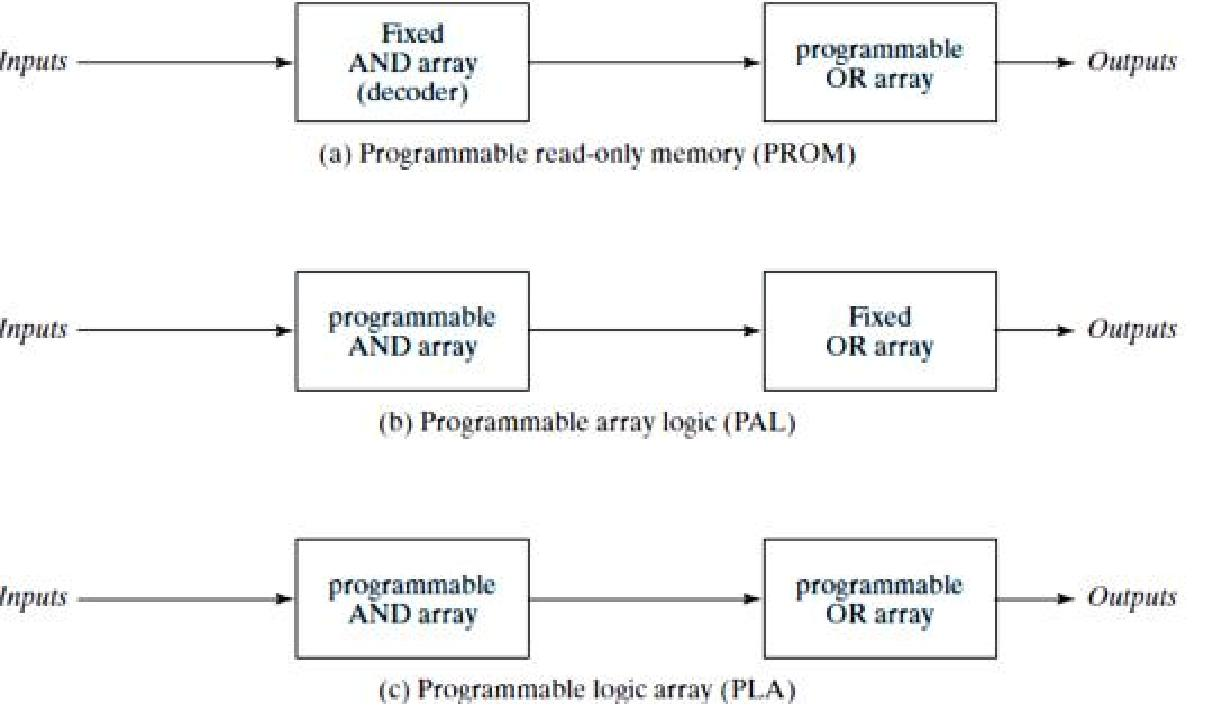 Inputs
Fixed
AND array
(decoder)
programmable
OR array
Outputs
(a) Programmable read-only memory (PROM)
Inputs
programmable
AND array
Fixed
OR array
Outputs
(b) Programmable array logic (PAL)
Inputs
programmable
AND array
programmable
OR array
Outputs
(c) Programmable logic array (PLA)